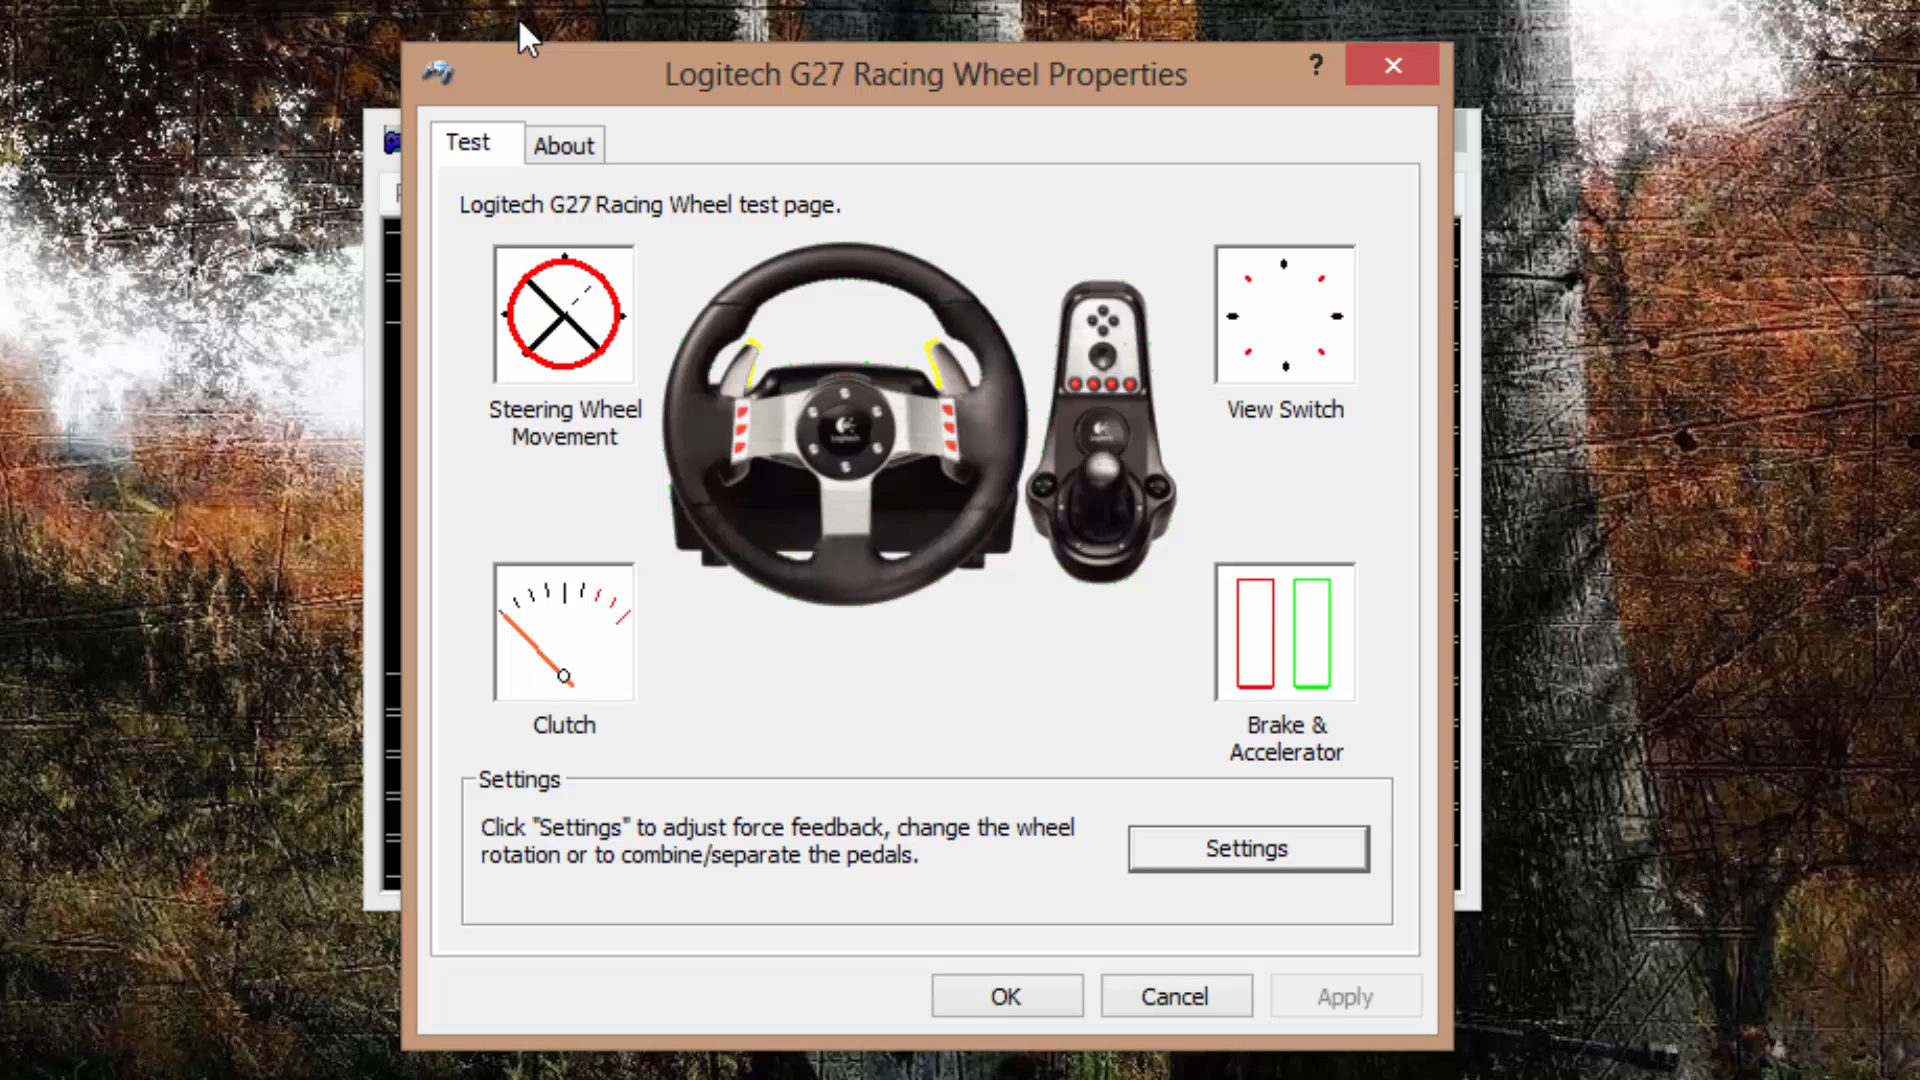 Logitech G27 Racing Wheel Properties
?
Test
About
Logitech G27 Racing Wheel test page.
Steering Wheel
Movement
View Switch
Logitech
Logitech
Clutch
Brake &
Accelerator
Settings
Click "Settings" to adjust force feedback, change the wheel
rotation or to combine/separate the pedals.
Settings
OK
Cancel
Apply